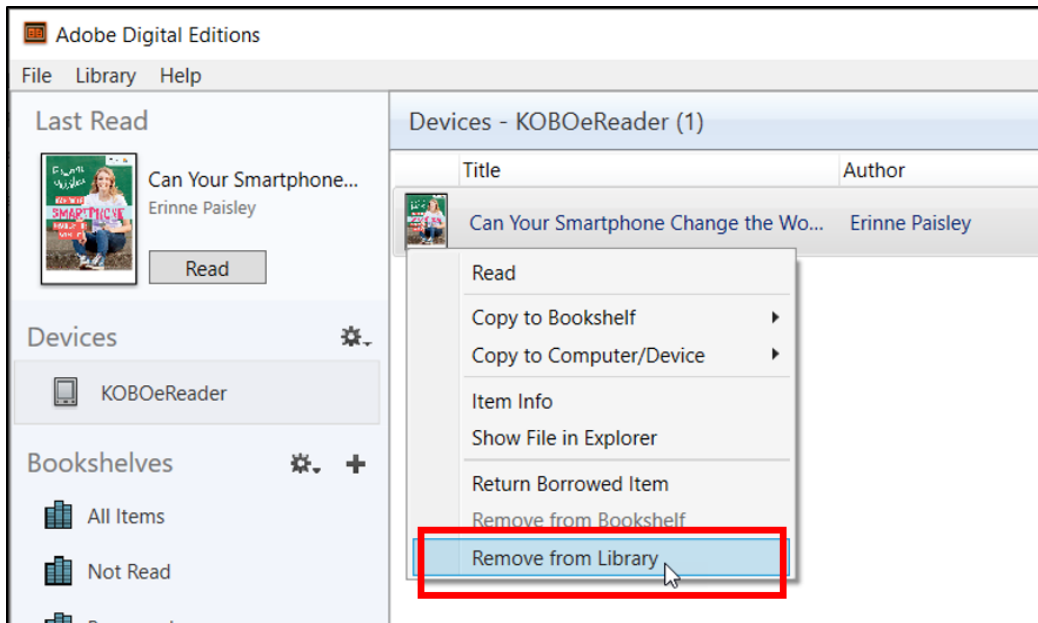 Adobe Digital Editions
File Library Help
Last Read
Can Your Smartphone...
Erinne Paisley
Read
Devices
KOBOeReader
Bookshelves
All Items
Not Read
Devices - KOBOeReader (1)
Title Author
Can Your Smartphone Change the Wo... Erinne Paisley
Read
Copy to Bookshelf
Copy to Computer/Device
Item Info
Show File in Explorer
Return Borrowed Item
Remove from Bookshelf
Remove from Library